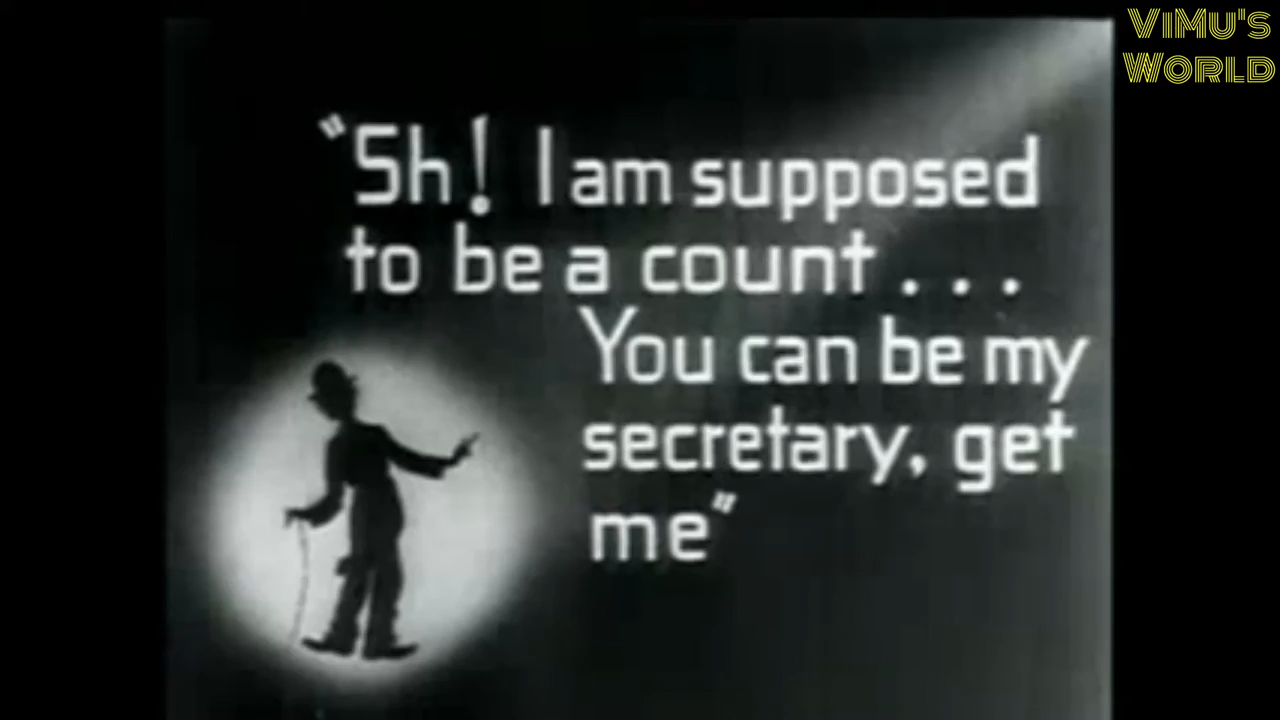 ViMu's
World
"Sh! I am supposed
to be a count . . .
You can be my
secretary, get
me"